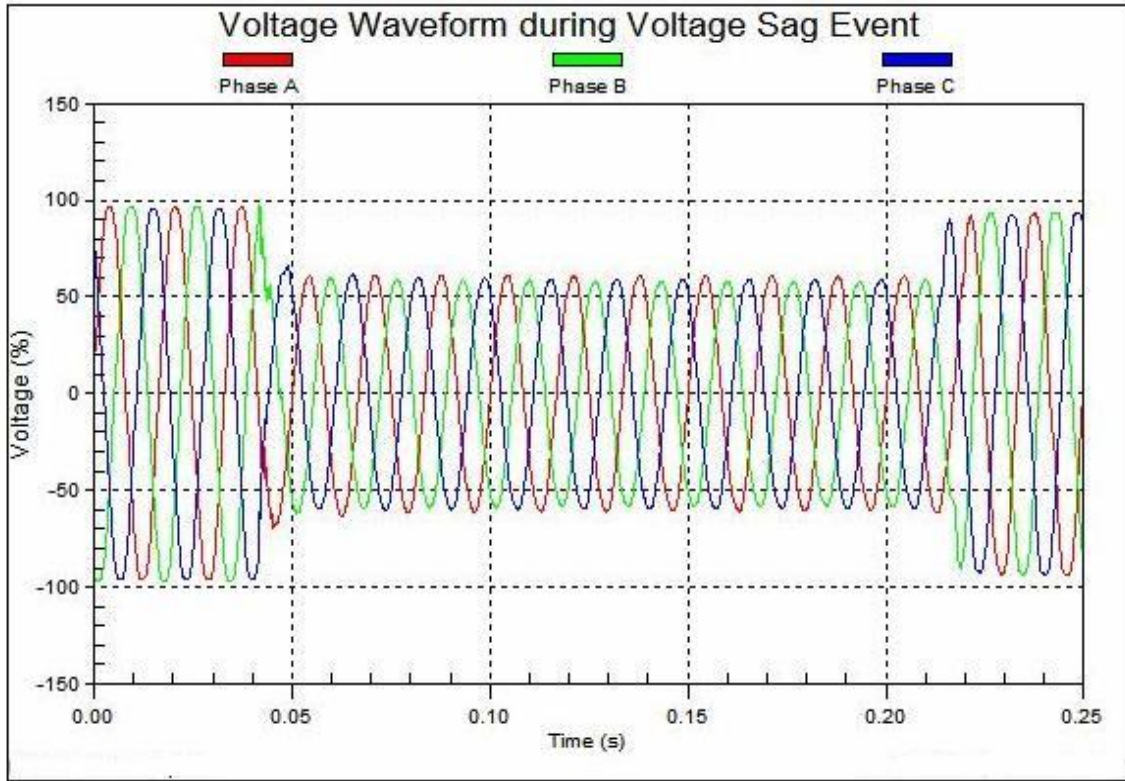 Voltage Waveform during Voltage Sag Event
Phase A Phase B Phase C
150
100
50
0
-50
-100
-150
Voltage (%)
0.00 0.05 0.10 0.15 0.20 0.25
Time (s)